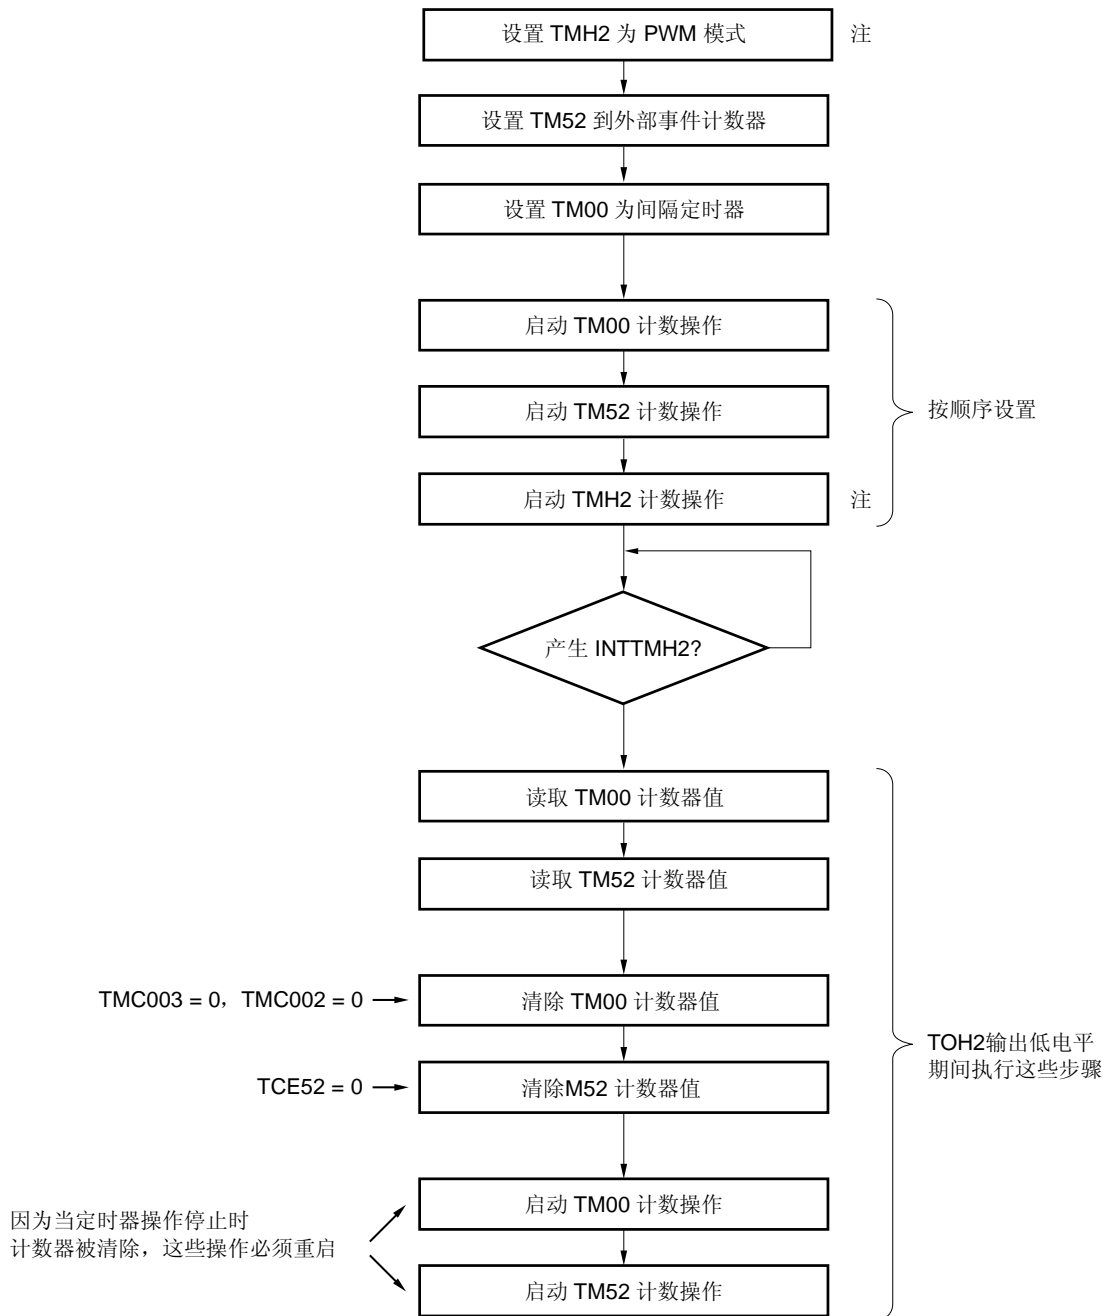 设置 TMH2 为 PWM 模式
注
设置 TM52 到外部事件计数器
设置 TM00 为间隔定时器
启动 TM00 计数操作
启动 TM52 计数操作
按顺序设置
启动 TMH2 计数操作
注
产生 INTTMH2?
读取 TM00 计数器值
读取 TM52 计数器值
TMC003 = 0，TMC002 = 0
清除 TM00 计数器值
TOH2输出低电平
期间执行这些步骤
TCE52 = 0
清除M52 计数器值
启动 TM00 计数操作
因为当定时器操作停止时
计数器被清除，这些操作必须重启
启动 TM52 计数操作